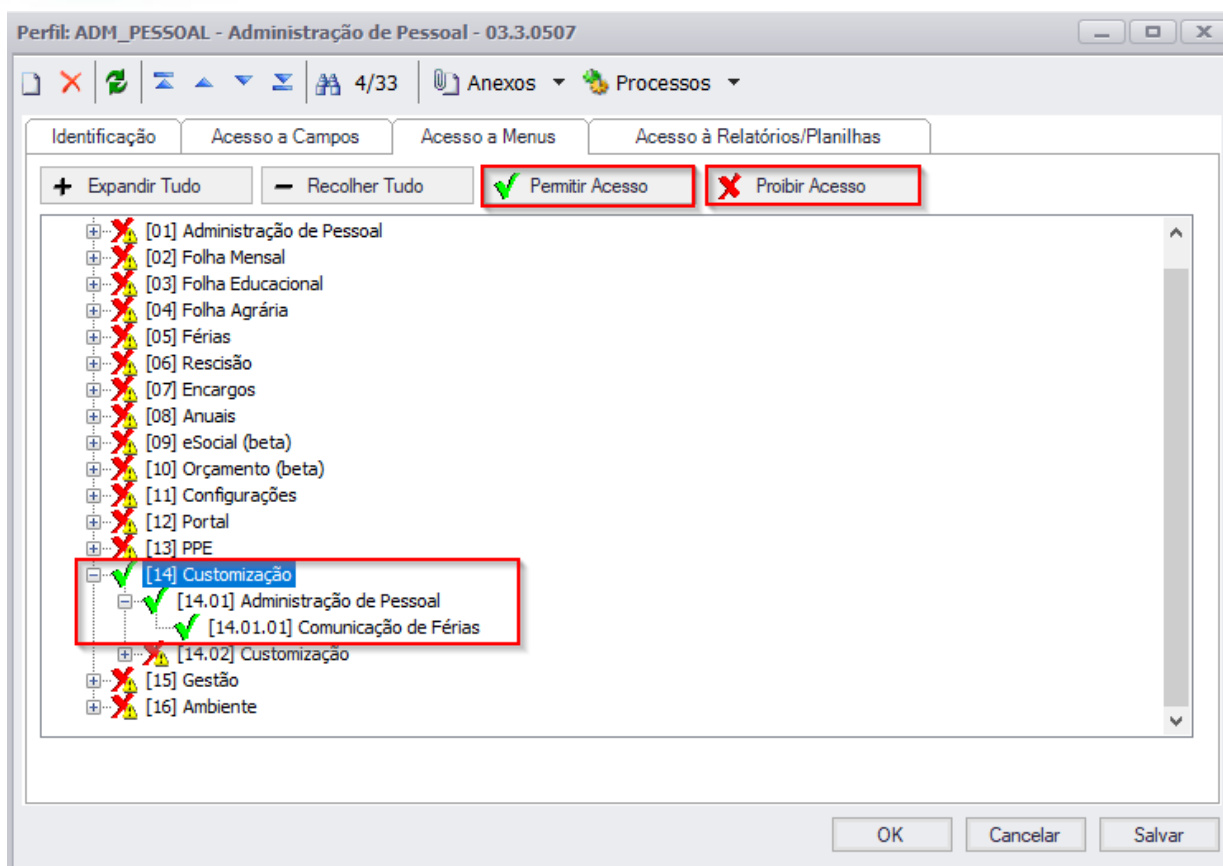 Perfil: ADM_PESSOAL - Administração de Pessoal - 03.3.0507
4/33 Anexos Processos
Identificação Acesso a Campos Acesso a Menus Acesso à Relatórios/Planilhas
Expandir Tudo Recolher Tudo Permitir Acesso Proibir Acesso
[01] Administração de Pessoal
[02] Folha Mensal
[03] Folha Educacional
[04] Folha Agrária
[05] Férias
[06] Rescisão
[07] Encargos
[08] Anuais
[09] eSocial (beta)
[10] Orçamento (beta)
[11] Configurações
[12] Portal
[13] PPE
[14] Customização
[14.01] Administração de Pessoal
[14.01.01] Comunicação de Férias
[14.02] Customização
[15] Gestão
[16] Ambiente
OK Cancelar Salvar